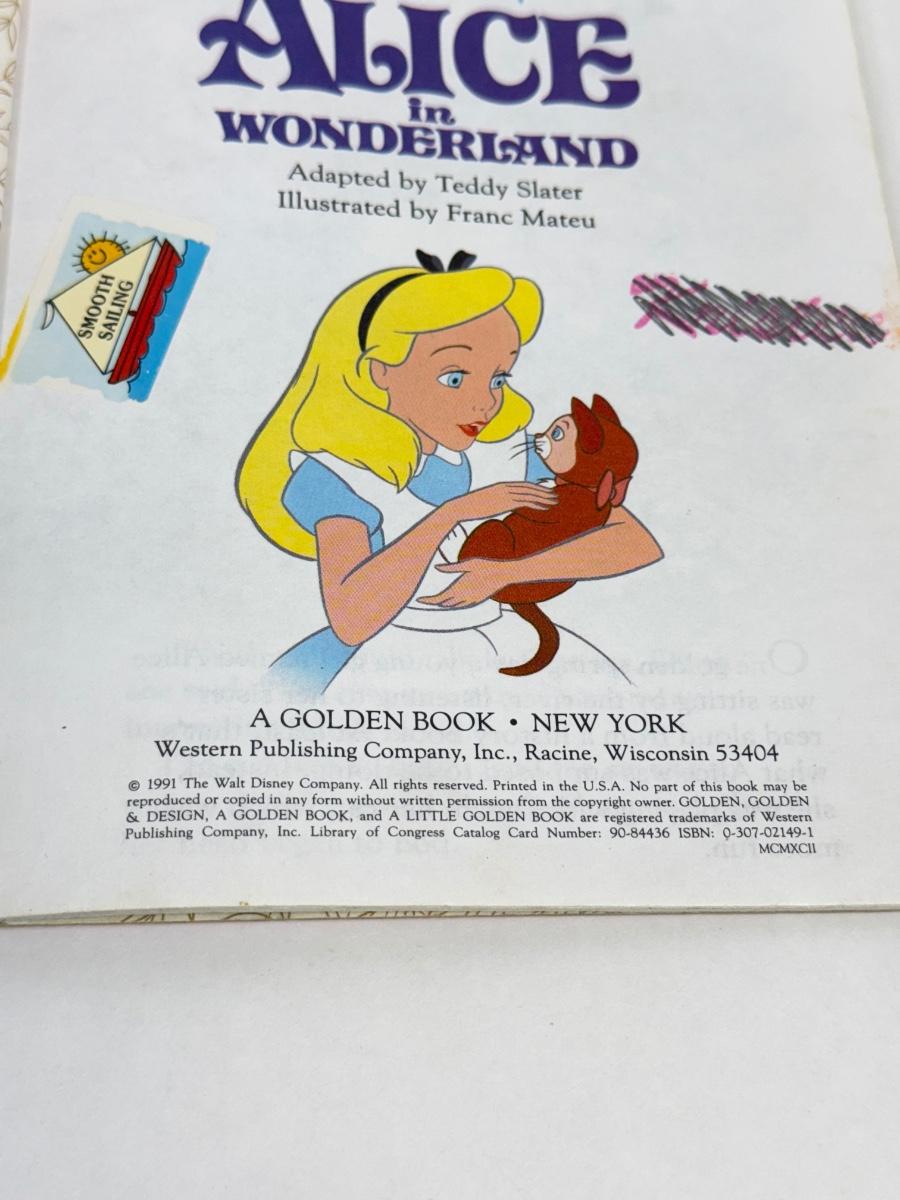 ALICE
in
WONDERLAND
Adapted by Teddy Slater
Illustrated by Franc Mateu
SMOOTH
SAILING
A GOLDEN BOOK • NEW YORK
Western Publishing Company, Inc., Racine, Wisconsin 53404
© 1991 The Walt Disney Company. All rights reserved. Printed in the U.S.A. No part of this book may be
reproduced or copied in any form without written permission from the copyright owner. GOLDEN, GOLDEN
& DESIGN, A GOLDEN BOOK, and A LITTLE GOLDEN BOOK are registered trademarks of Western
Publishing Company, Inc. Library of Congress Catalog Card Number: 90-84436 ISBN: 0-307-02149-1
MCMXCII